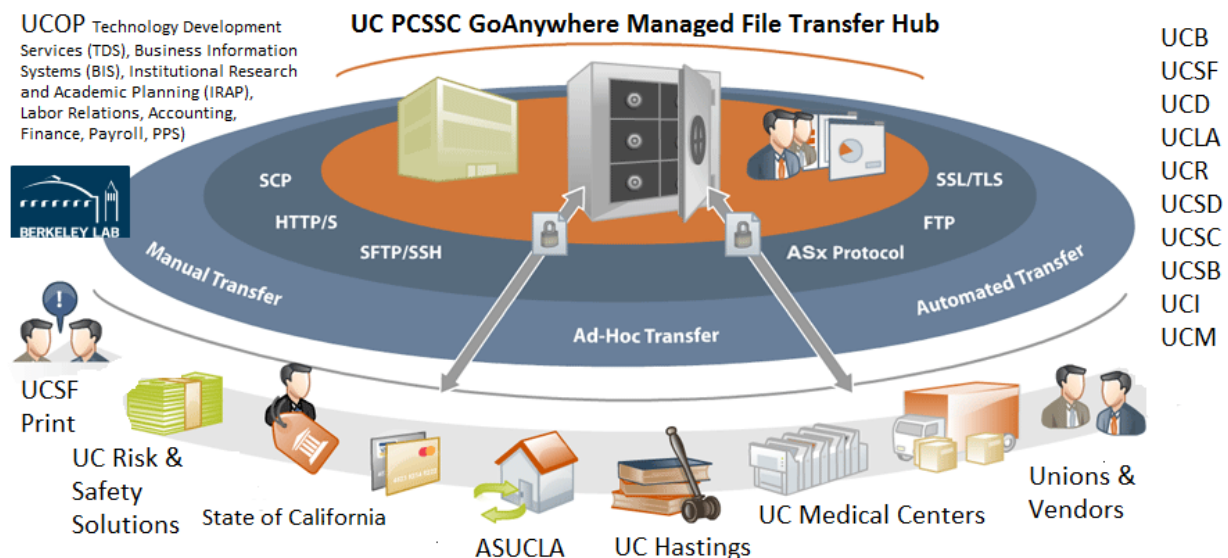 UC PCSSC GoAnywhere Managed File Transfer Hub
UCOP Technology Development
Services (TDS), Business Information
Systems (BIS), Institutional Research
and Academic Planning (IRAP),
Labor Relations, Accounting,
Finance, Payroll, PPS)
BERKELEY LAB
UCB
UCSF
UCD
UCLA
UCR
UCSD
UCSC
UCSB
UCI
UCM
SCP
HTTP/S
SFTP/SSH
SSL/TLS
FTP
ASx Protocol
Manual Transfer
Ad-Hoc Transfer
Automated Transfer
!
UCSF
Print
UC Risk &
Safety
Solutions
State of California
ASUCLA
UC Hastings
UC Medical Centers
Unions &
Vendors